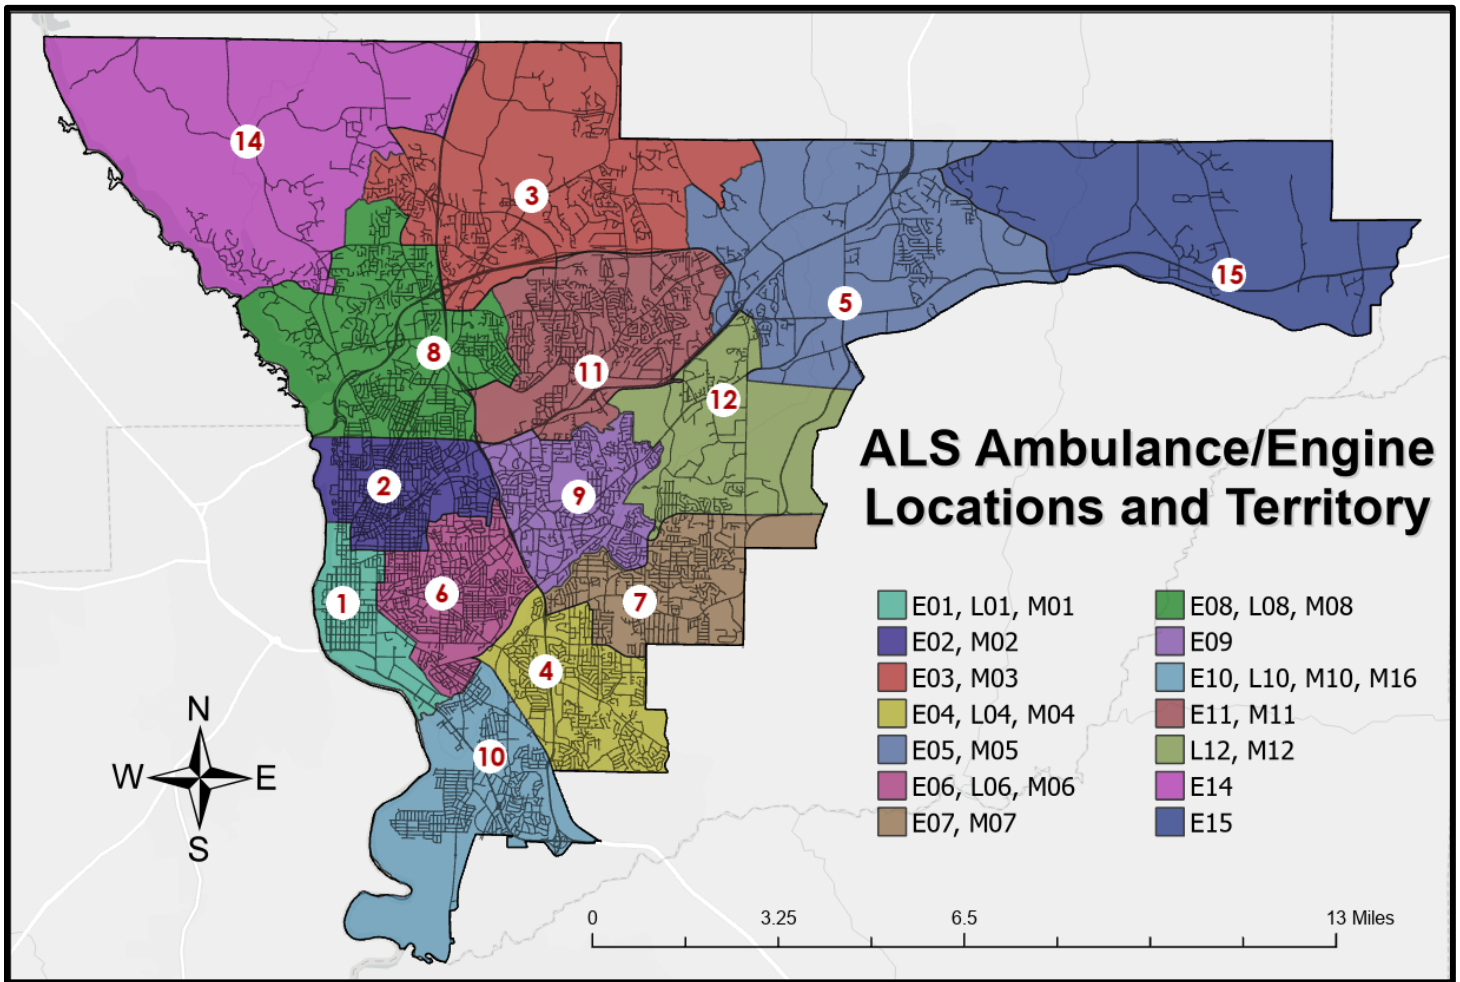 14
3
15
5
8
11
12
2
9
1
6
7
4
10
ALS Ambulance/Engine
Locations and Territory
E01, L01, M01
E02, M02
E03, M03
E04, L04, M04
E05, M05
E06, L06, M06
E07, M07
E08, L08, M08
E09
E10, L10, M10, M16
E11, M11
L12, M12
E14
E15
N
W E
S
0 3.25 6.5 13 Miles